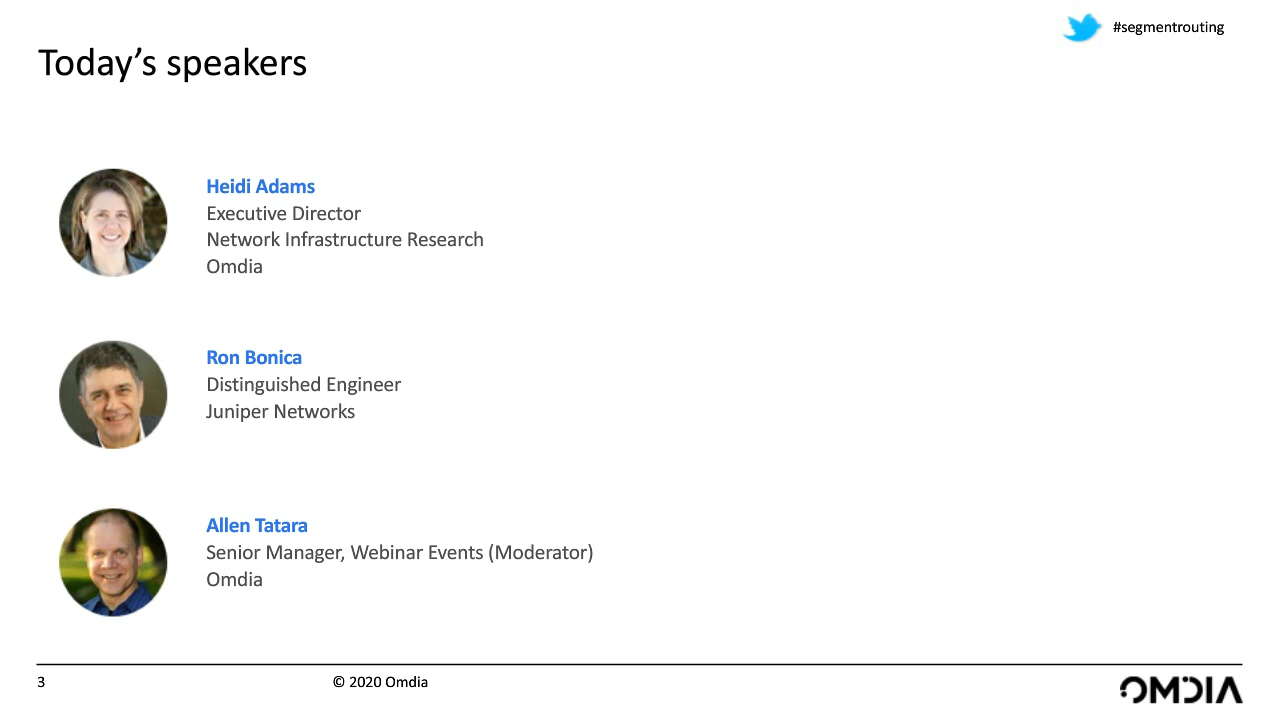 #segmentrouting
Today’s speakers
Heidi Adams
Executive Director
Network Infrastructure Research
Omdia
Ron Bonica
Distinguished Engineer
Juniper Networks
Allen Tatara
Senior Manager, Webinar Events (Moderator)
Omdia
3
© 2020 Omdia
OMDIA